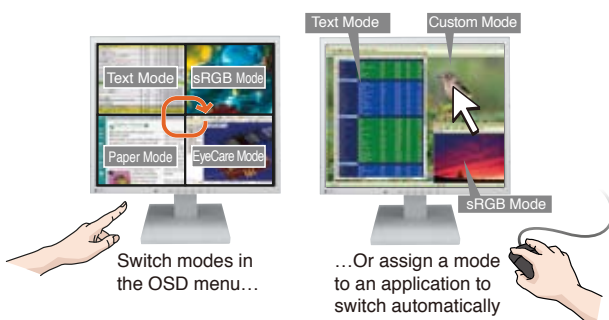 Text Mode
sRGB Mode
Paper Mode
EyeCare Mode
Switch modes in
the OSD menu…
Text Mode
Custom Mode
sRGB Mode
…Or assign a mode
to an application to
switch automatically